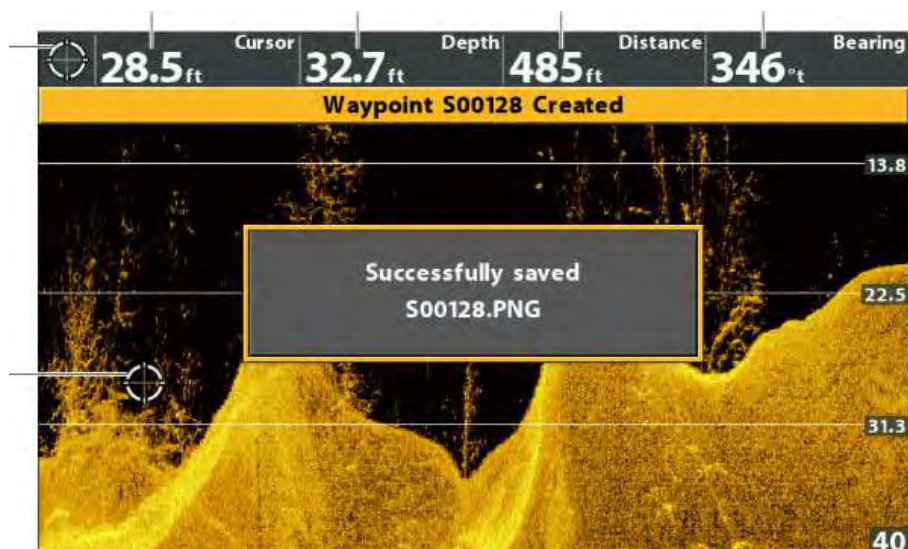 Cursor Depth Distance Bearing
28.5ft 32.7ft 485ft 346°t
Waypoint S00128 Created
13.8
Successfully saved
22.5
S00128.PNG
31.3
40